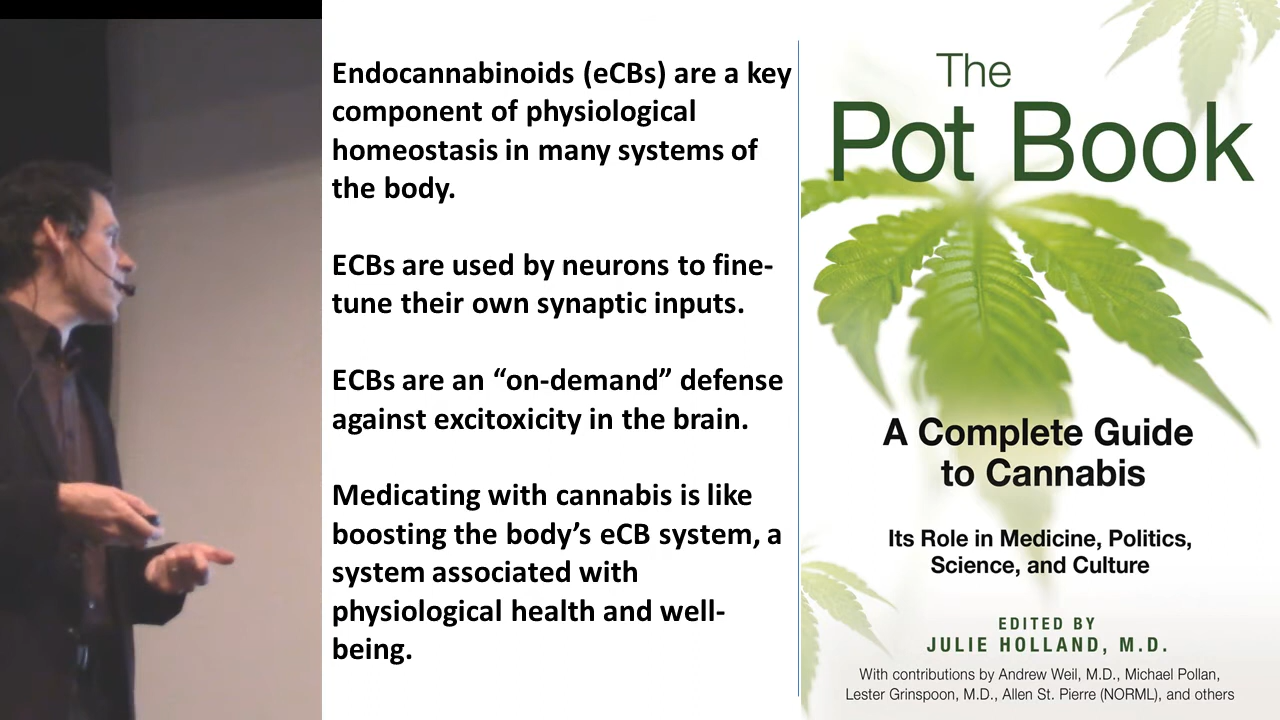 Endocannabinoids (eCBs) are a key
component of physiological
homeostasis in many systems of
the body.
ECBs are used by neurons to fine-
tune their own synaptic inputs.
ECBs are an “on-demand” defense
against excitoxicity in the brain.
Medicating with cannabis is like
boosting the body’s eCB system, a
system associated with
physiological health and well-
being.
The
Pot Book
A Complete Guide
to Cannabis
Its Role in Medicine, Politics,
Science, and Culture
EDITED BY
JULIE HOLLAND, M.D.
With contributions by Andrew Weil, M.D., Michael Pollan,
Lester Grinspoon, M.D., Allen St. Pierre (NORML), and others